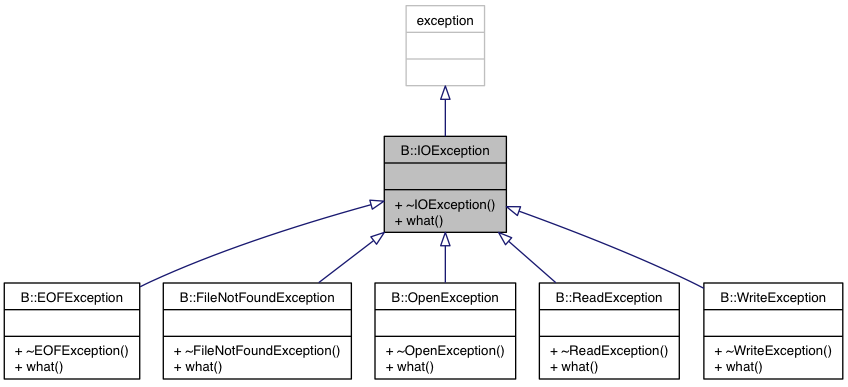 exception
B::IOException
+ ~IOException()
+ what()
B::EOFException
+ ~EOFException()
+ what()
B::FileNotFoundException
+ ~FileNotFoundException()
+ what()
B::OpenException
+ ~OpenException()
+ what()
B::ReadException
+ ~ReadException()
+ what()
B::WriteException
+ ~WriteException()
+ what()